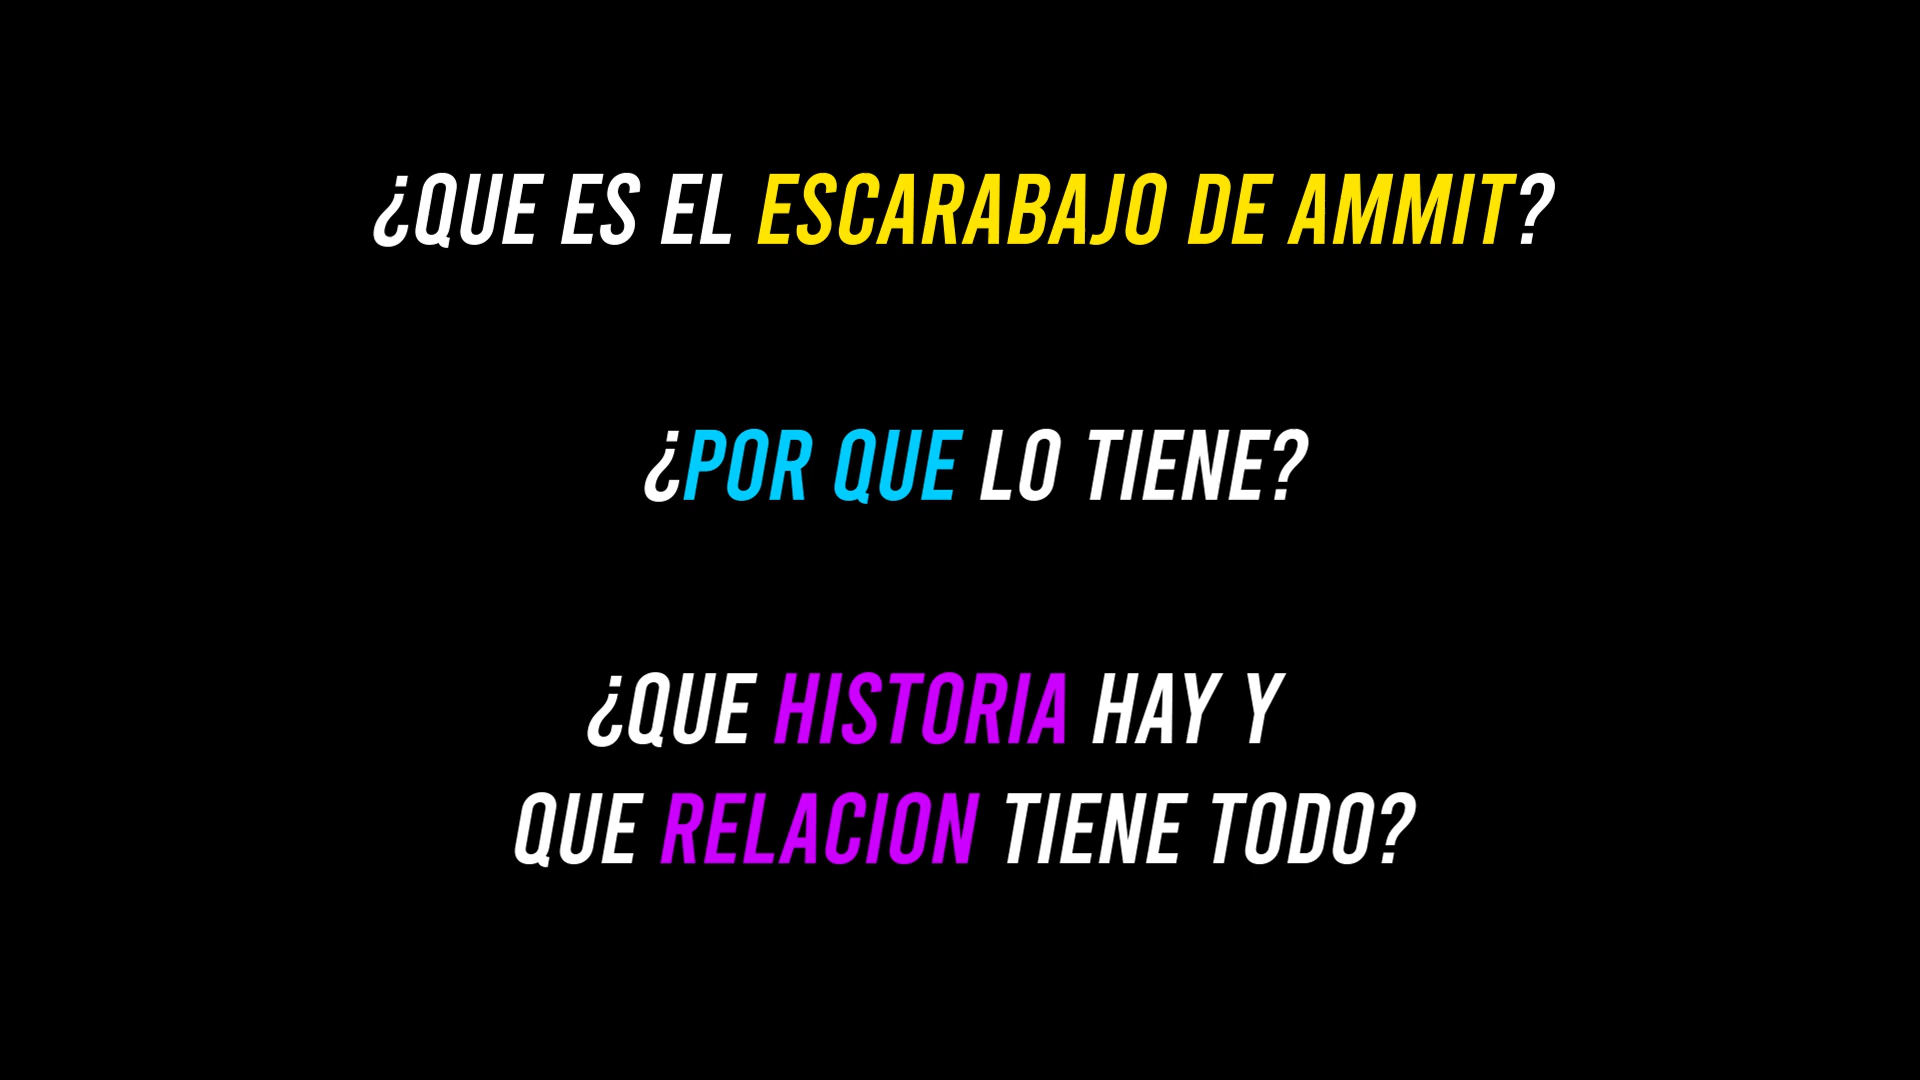 ¿QUE ES EL ESCARABAJO DE AMMIT?
¿POR QUE LO TIENE?
¿QUE HISTORIA HAY Y
QUE RELACION TIENE TODO?